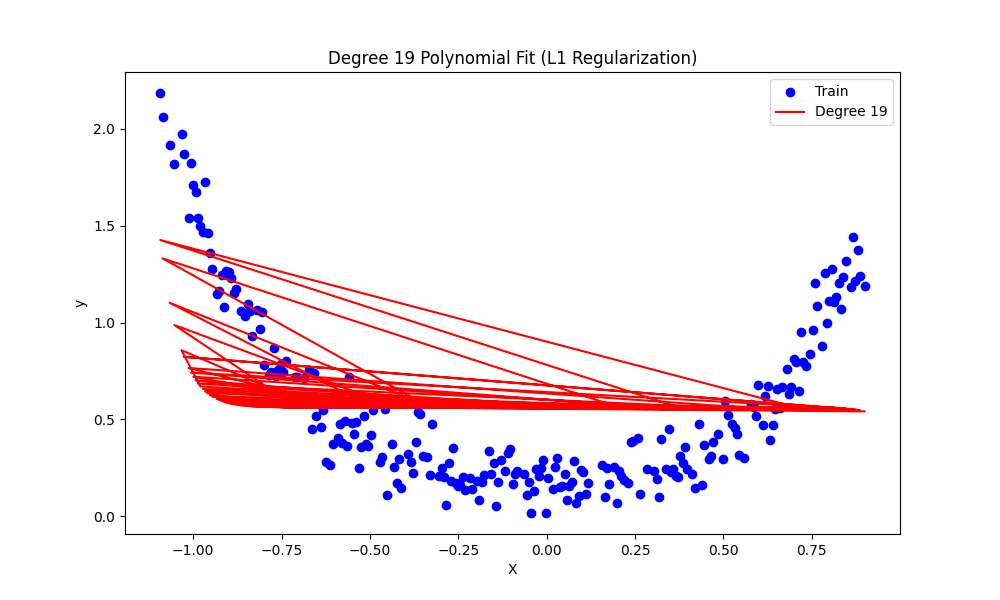 Degree 19 Polynomial Fit (L1 Regularization)
Train
Degree 19
y
2.0
1.5
1.0
0.5
0.0
−1.00 −0.75 −0.50 −0.25 0.00 0.25 0.50 0.75
X